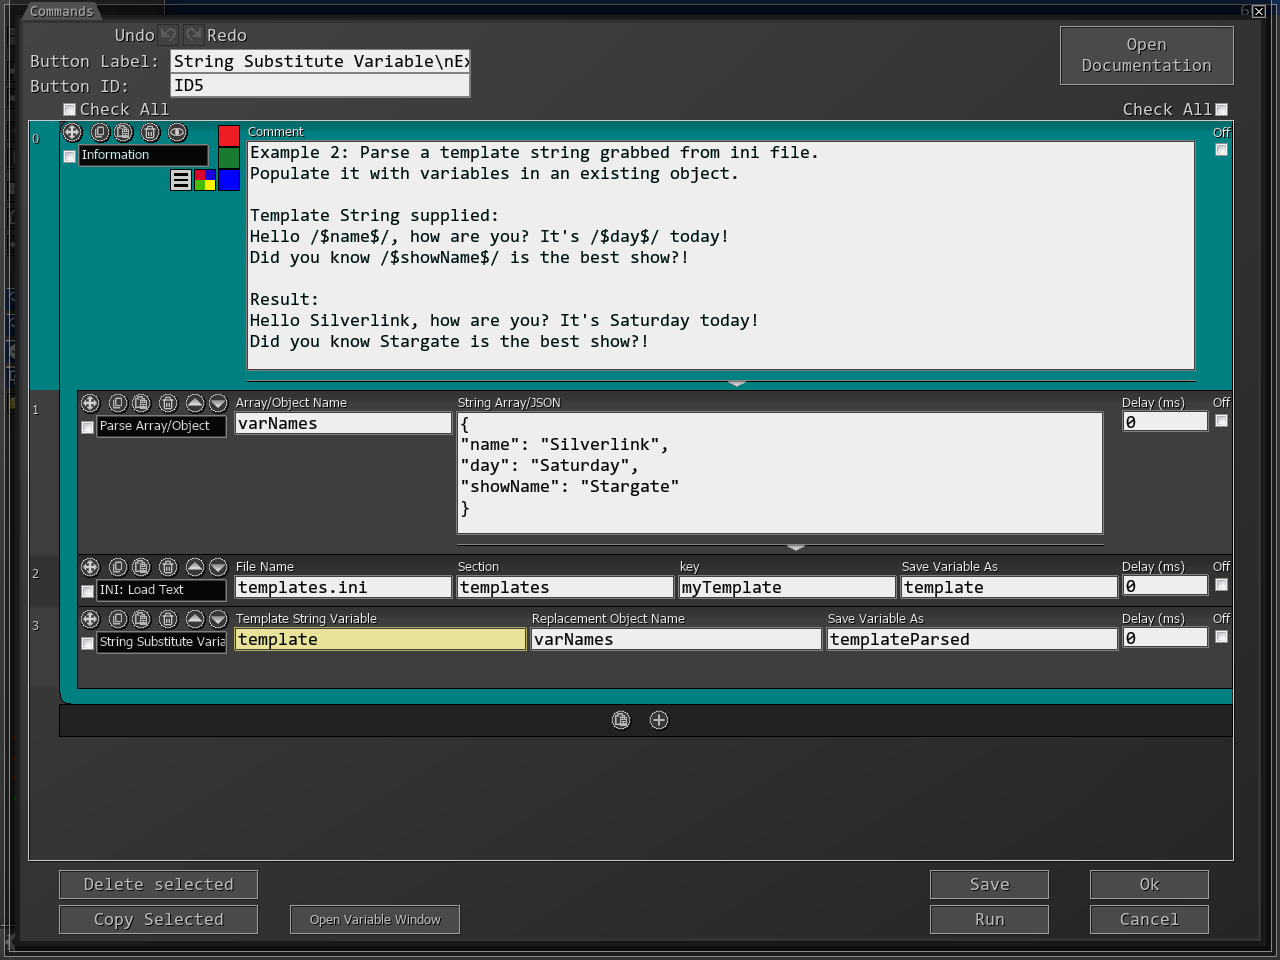 Commands
Undo Redo
Button Label: String Substitute Variable\nEx
Button ID: ID5
Open
Documentation
Check All Check All
0 Information Comment Off
Example 2: Parse a template string grabbed from ini file.
Populate it with variables in an existing object.
Template String supplied:
Hello /$name$/, how are you? It's /$day$/ today!
Did you know /$showName$/ is the best show?!
Result:
Hello Silverlink, how are you? It's Saturday today!
Did you know Stargate is the best show?!
1 Array/Object Name String Array/JSON Delay (ms) Off
Parse Array/Object varNames { 0
"name": "Silverlink",
"day": "Saturday",
"showName": "Stargate"
}
2 File Name Section key Save Variable As Delay (ms) Off
INI: Load Text templates.ini templates myTemplate template 0
3 Template String Variable Replacement Object Name Save Variable As Delay (ms) Off
String Substitute Varia template varNames templateParsed 0
Delete selected Save Ok
Copy Selected Open Variable Window Run Cancel